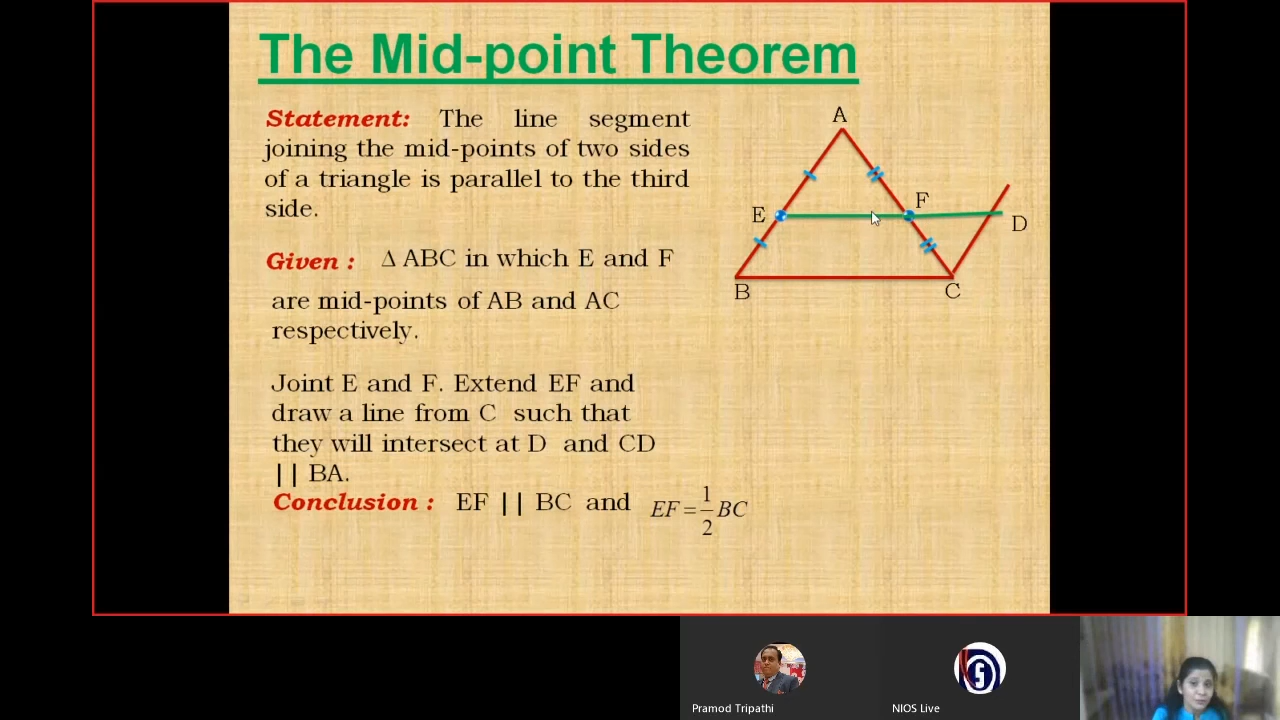 The Mid-point Theorem
Statement: The line segment
joining the mid-points of two sides
of a triangle is parallel to the third
side.
Given : Δ ABC in which E and F
are mid-points of AB and AC
respectively.
Joint E and F. Extend EF and
draw a line from C such that
they will intersect at D and CD
|| BA.
Conclusion : EF || BC and EF = 1/2 BC
A
E
F
D
B
C
Pramod Tripathi
NIOS Live